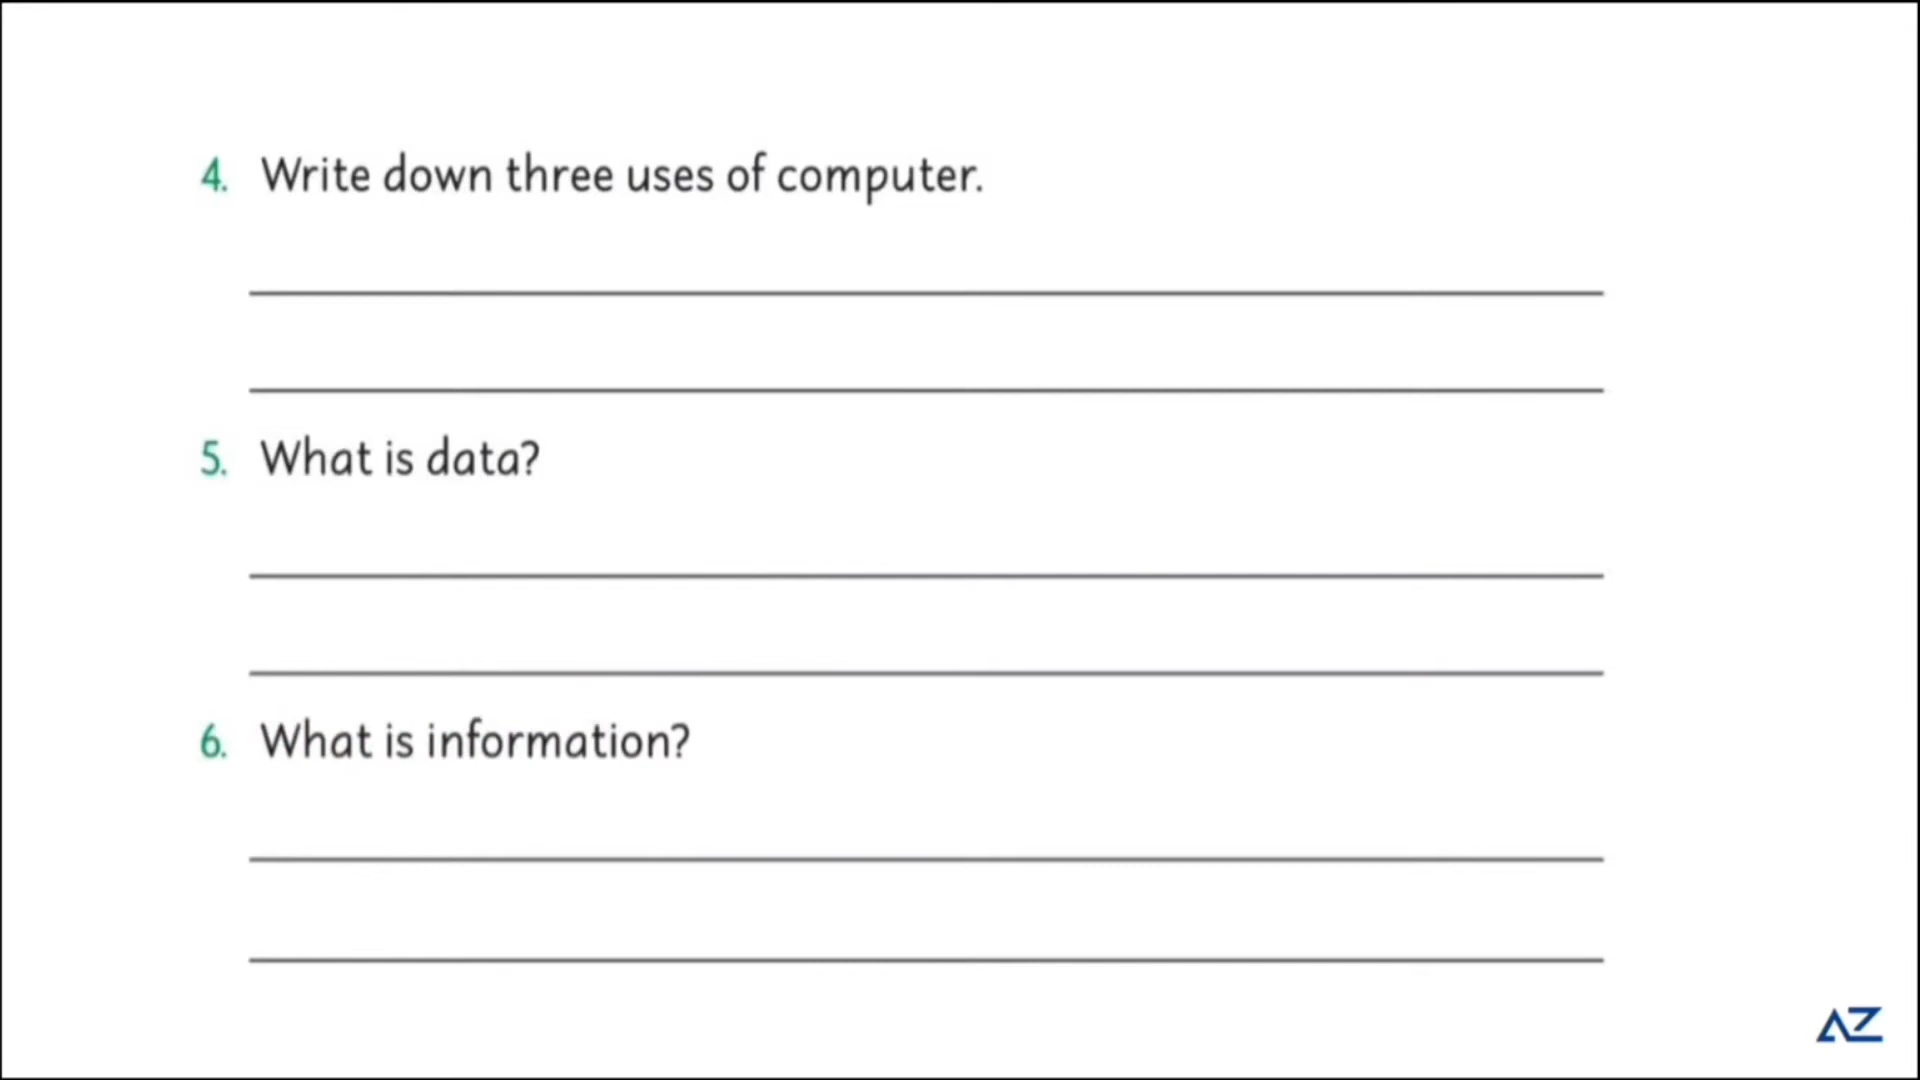 4. Write down three uses of computer.
5. What is data?
6. What is information?
AZ